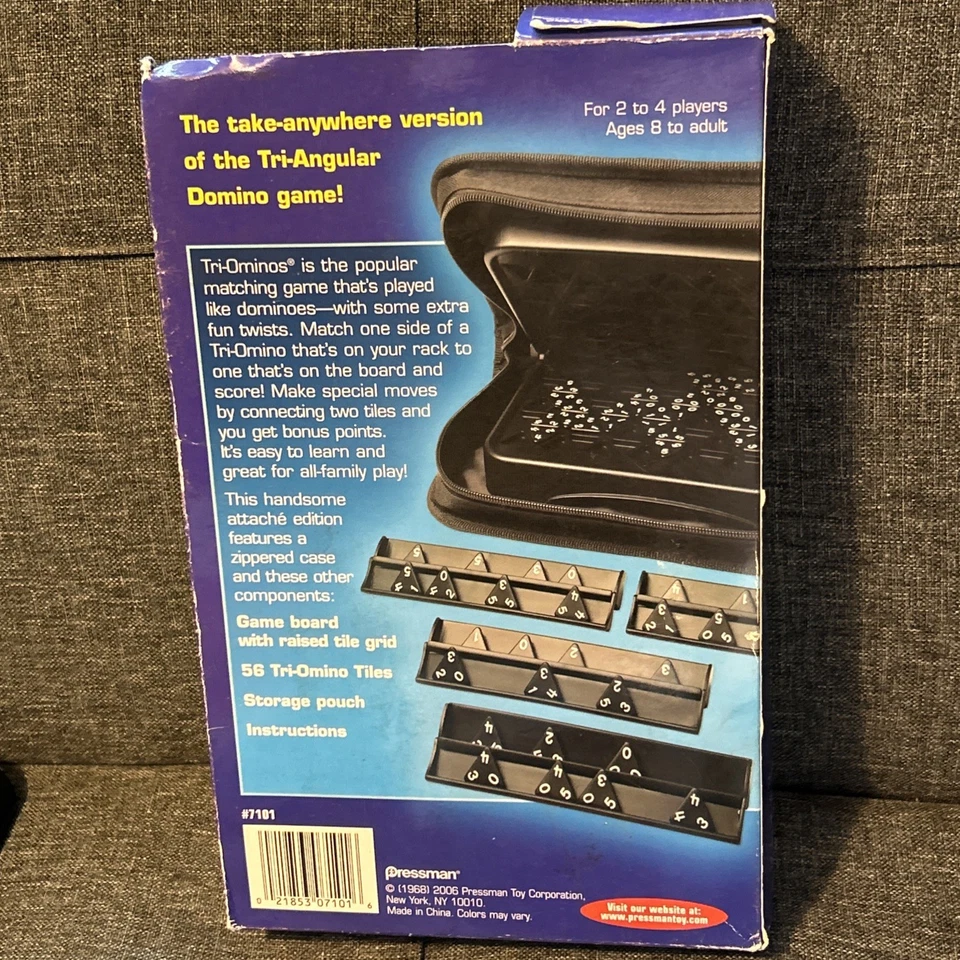 The take-anywhere version
of the Tri-Angular
Domino game!
For 2 to 4 players
Ages 8 to adult
Tri-Ominos® is the popular
matching game that's played
like dominoes—with some extra
fun twists. Match one side of a
Tri-Omino that's on your rack to
one that's on the board and
score! Make special moves
by connecting two tiles and
you get bonus points.
It's easy to learn and
great for all-family play!
This handsome
attaché edition
features a
zippered case
and these other
components:
Game board
with raised tile grid
56 Tri-Omino Tiles
Storage pouch
Instructions
#7101
0 21853 07101 6
Pressman®
© (1968) 2006 Pressman Toy Corporation,
New York, NY 10010.
Made in China. Colors may vary.
Visit our website at:
www.pressmantoy.com